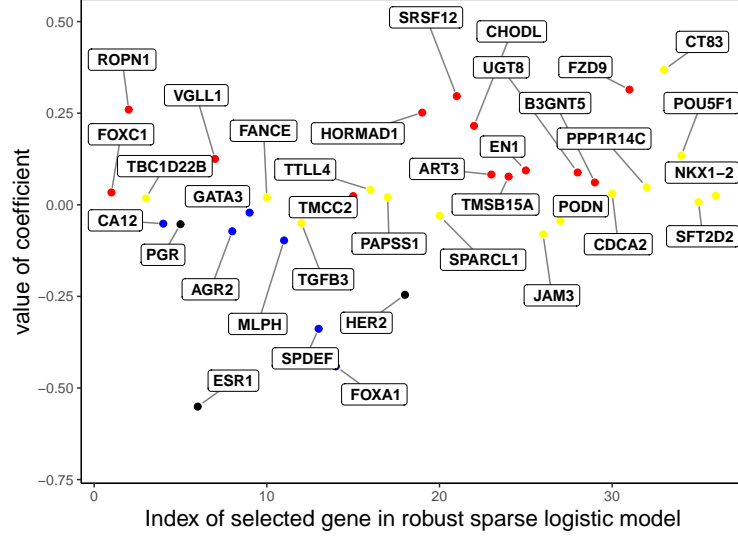 0.50
0.25
0.00
−0.25
−0.50
−0.75
value of coefficient
SRSF12
CHODL
CT83
ROPN1
UGT8
FZD9
VGLL1
B3GNT5
POU5F1
FOXC1
FANCE
HORMAD1
PPP1R14C
EN1
TBC1D22B
TTLL4
ART3
NKX1−2
GATA3
TMCC2
TMSB15A
PODN
CA12
PGR
PAPSS1
CDCA2
SFT2D2
SPARCL1
AGR2
TGFB3
JAM3
MLPH
HER2
SPDEF
ESR1
FOXA1
0
10
20
30
Index of selected gene in robust sparse logistic model